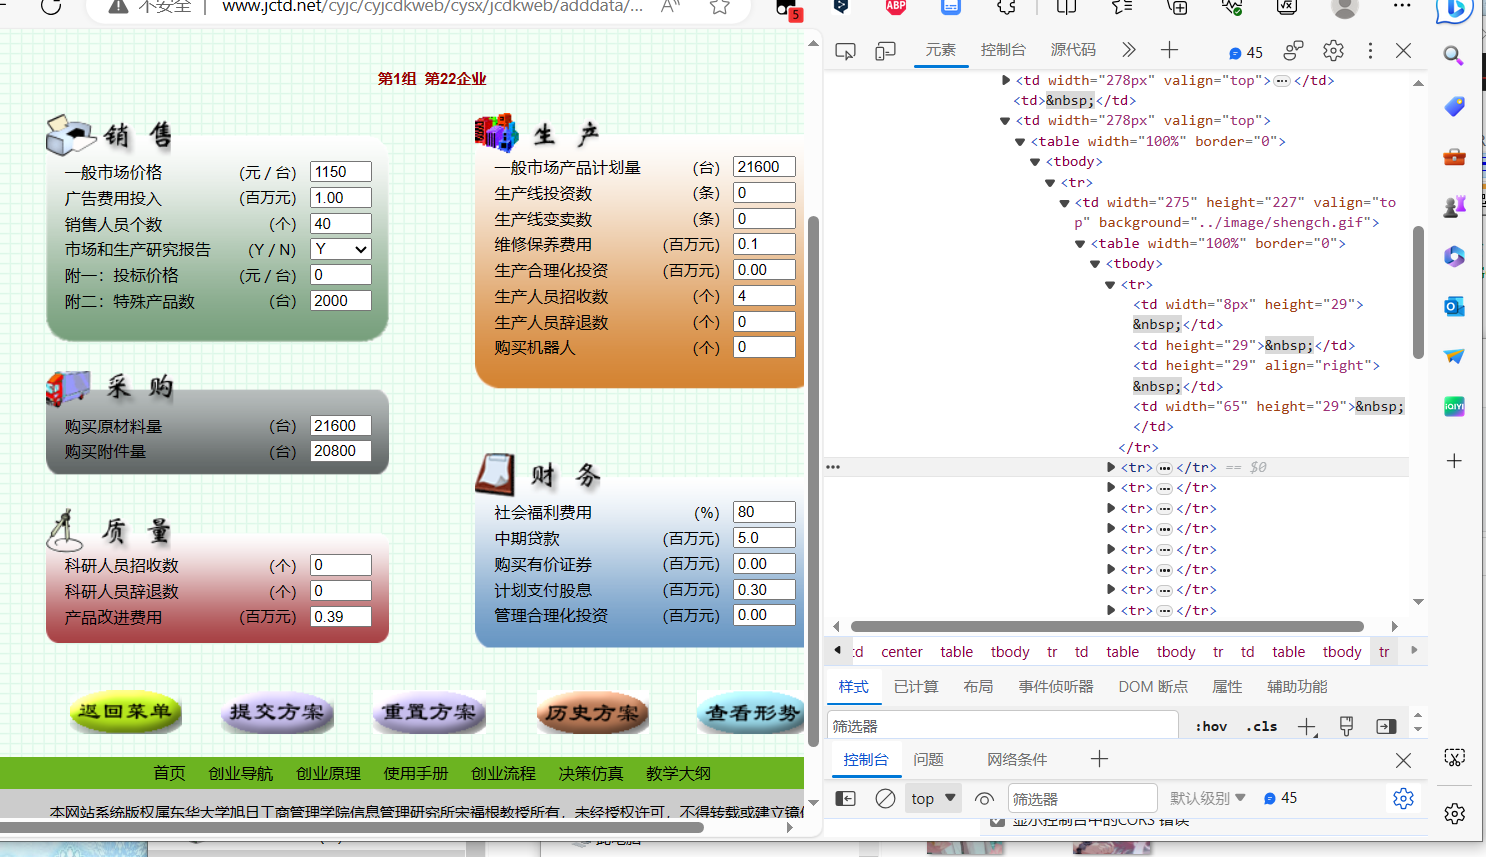 不安全
www.jctd.net/cyjc/cyjcdkweb/cysx/jcdkweb/adddata/...
第1组 第22企业
销 售
一般市场价格 (元 / 台) 1150
广告费用投入 (百万元) 1.00
销售人员个数 (个) 40
市场和生产研究报告 (Y / N) Y
附一：投标价格 (元 / 台) 0
附二：特殊产品数 (台) 2000
采 购
购买原材料量 (台) 21600
购买附件量 (台) 20800
质 量
科研人员招收数 (个) 0
科研人员辞退数 (个) 0
产品改进费用 (百万元) 0.39
生 产
一般市场产品计划量 (台) 21600
生产线投资数 (条) 0
生产线变卖数 (条) 0
维修保养费用 (百万元) 0.1
生产合理化投资 (百万元) 0.00
生产人员招收数 (个) 4
生产人员辞退数 (个) 0
购买机器人 (个) 0
财 务
社会福利费用 (%) 80
中期贷款 (百万元) 5.0
购买有价证券 (百万元) 0.00
计划支付股息 (百万元) 0.30
管理合理化投资 (百万元) 0.00
返回菜单 提交方案 重置方案 历史方案 查看形势
首页 创业导航 创业原理 使用手册 创业流程 决策仿真 教学大纲
本网站系统版权属东华大学旭日工商管理学院信息管理研究所宋福根教授所有，未经授权许可，不得转载或建立镜
5
ABP
元素 控制台 源代码 45
<td width="278px" valign="top">…</td>
<td>&nbsp;</td>
<td width="278px" valign="top">
<table width="100%" border="0">
<tbody>
<tr>
<td width="275" height="227" valign="to
p" background="../image/shengch.gif">
<table width="100%" border="0">
<tbody>
<tr>
<td width="8px" height="29">
&nbsp;</td>
<td height="29">&nbsp;</td>
<td height="29" align="right">
&nbsp;</td>
<td width="65" height="29">&nbsp;
</td>
</tr>
… <tr>…</tr> == $0
<tr>…</tr>
<tr>…</tr>
<tr>…</tr>
<tr>…</tr>
<tr>…</tr>
<tr>…</tr>
<tr>…</tr>
td center table tbody tr td table tbody tr td table tbody tr
样式 已计算 布局 事件侦听器 DOM 断点 属性 辅助功能
筛选器 :hov .cls
控制台 问题 网络条件
top 筛选器 默认级别 45
显示控制台中的CORS 错误
iQIYI
此电脑